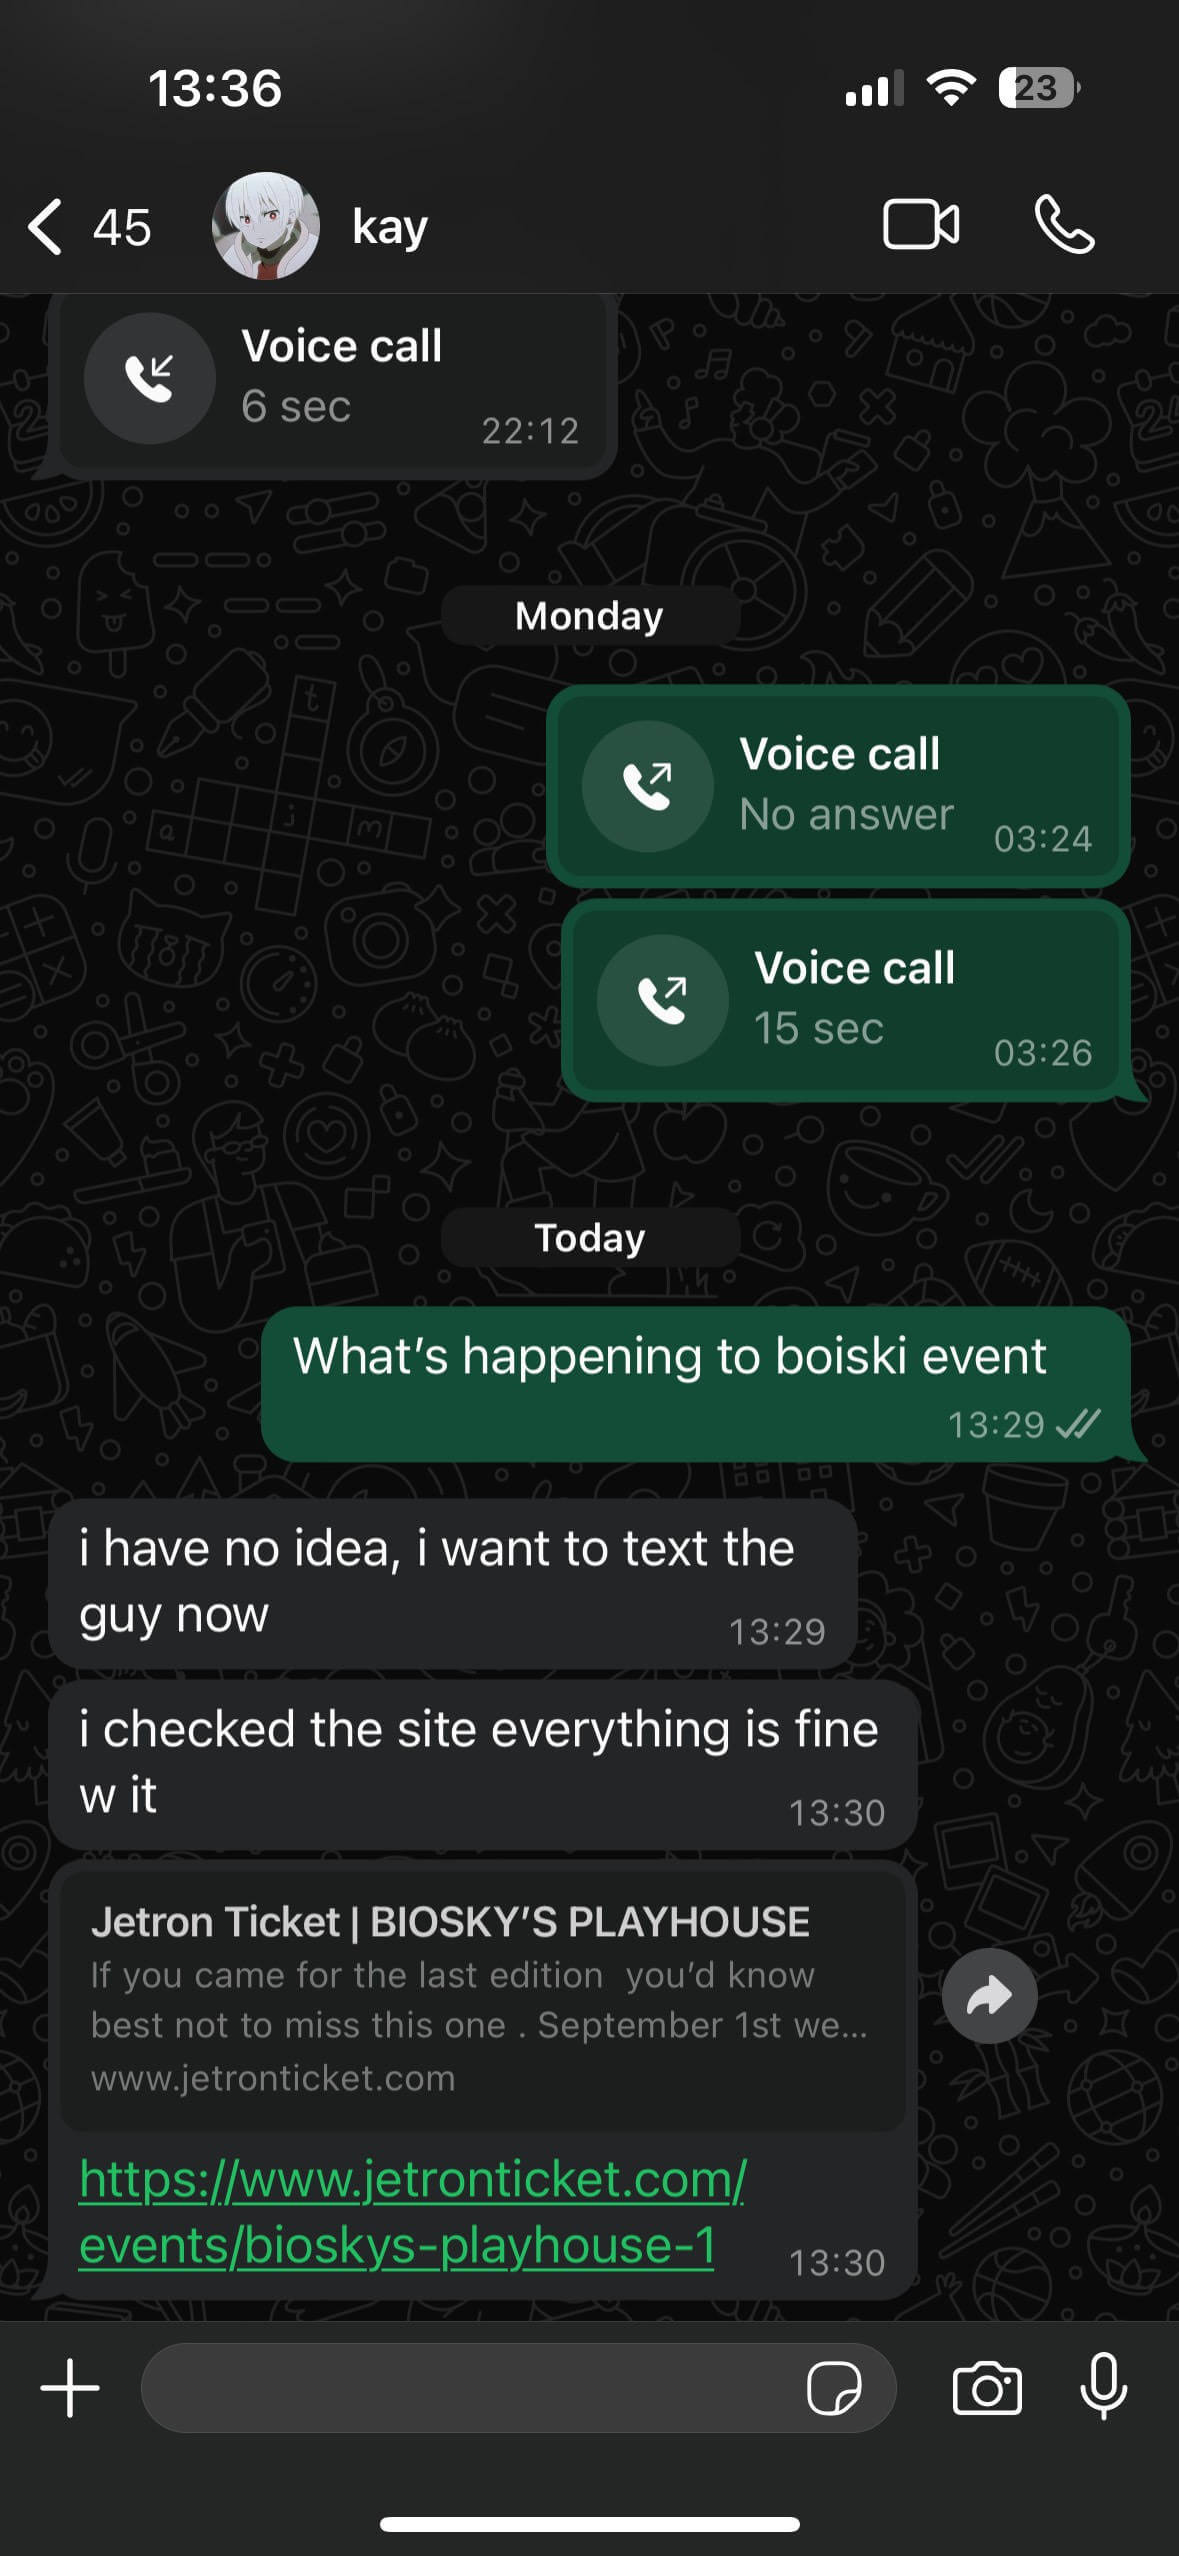 13:36
23
45
kay
Voice call
6 sec
22:12
Monday
Voice call
No answer
03:24
Voice call
15 sec
03:26
Today
What's happening to boiski event
13:29
i have no idea, i want to text the
guy now
13:29
i checked the site everything is fine
w it
13:30
Jetron Ticket | BIOSKY'S PLAYHOUSE
If you came for the last edition  you'd know
best not to miss this one . September 1st we...
www.jetronticket.com
https://www.jetronticket.com/
events/bioskys-playhouse-1
13:30